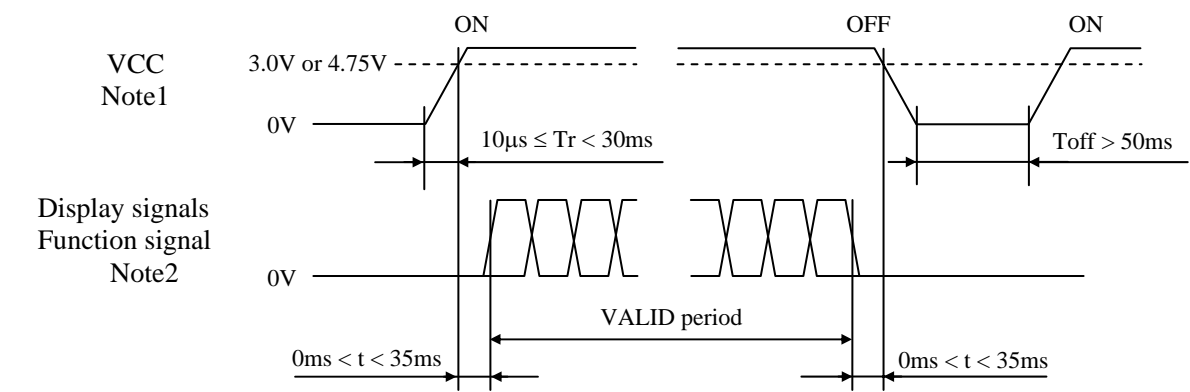 ON OFF ON
VCC
Note1
3.0V or 4.75V
0V
10μs ≤ Tr < 30ms
Toff > 50ms
Display signals
Function signal
Note2
0V
VALID period
0ms < t < 35ms
0ms < t < 35ms